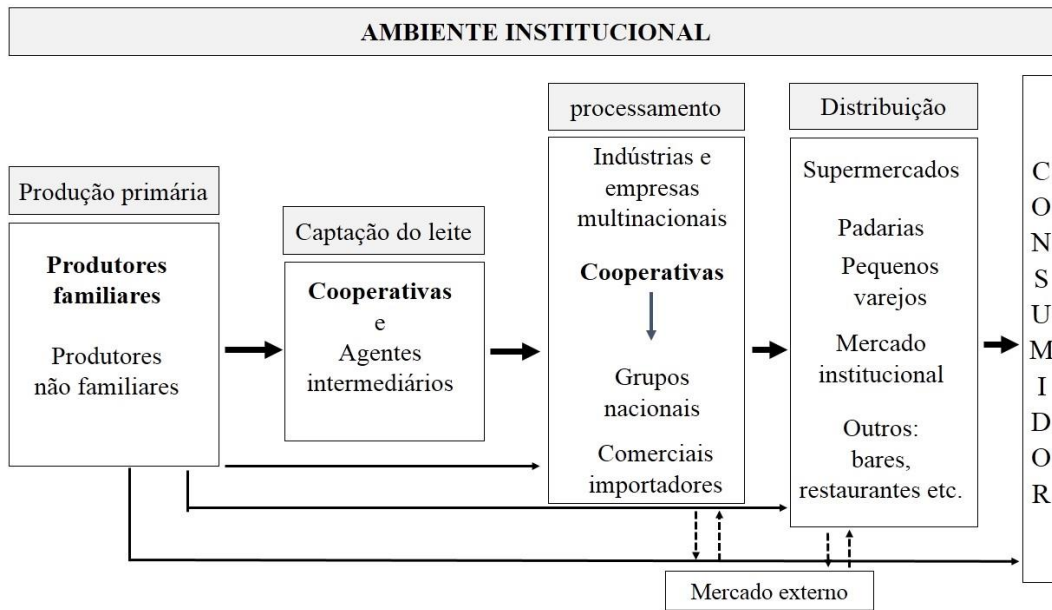 AMBIENTE INSTITUCIONAL
Produção primária
Produtores
familiares
Produtores
não familiares
Captação do leite
Cooperativas
e
Agentes
intermediários
processamento
Indústrias e
empresas
multinacionais
Cooperativas
Grupos
nacionais
Comerciais
importadores
Distribuição
Supermercados
Padarias
Pequenos
varejos
Mercado
institucional
Outros:
bares,
restaurantes etc.
C
O
N
S
U
M
I
D
O
R
Mercado externo